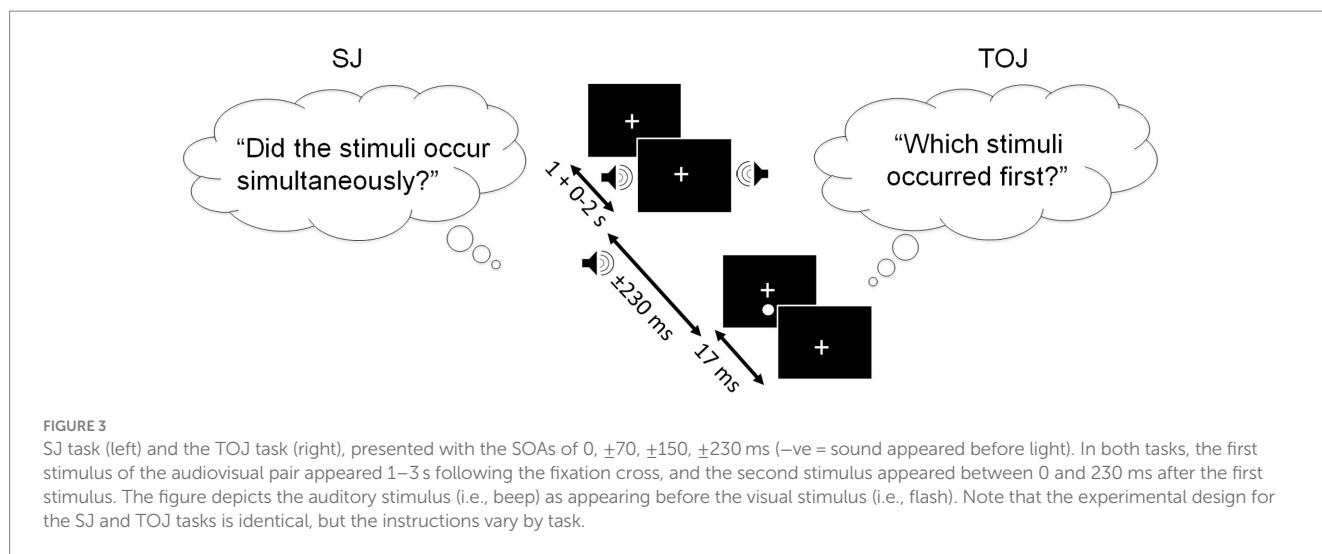 SJ
TOJ
“Did the stimuli occur
simultaneously?”
“Which stimuli
occurred first?”
1 + 0-2 s
±230 ms
17 ms
FIGURE 3
SJ task (left) and the TOJ task (right), presented with the SOAs of 0, ±70, ±150, ±230 ms (−ve = sound appeared before light). In both tasks, the first
stimulus of the audiovisual pair appeared 1–3 s following the fixation cross, and the second stimulus appeared between 0 and 230 ms after the first
stimulus. The figure depicts the auditory stimulus (i.e., beep) as appearing before the visual stimulus (i.e., flash). Note that the experimental design for
the SJ and TOJ tasks is identical, but the instructions vary by task.